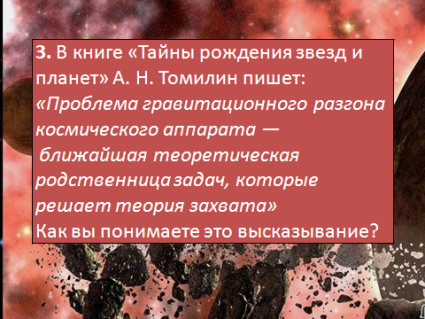 3. В книге «Тайны рождения звезд и
планет» А. Н. Томилин пишет:
«Проблема гравитационного разгона
космического аппарата —
ближайшая теоретическая
родственница задач, которые
решает теория захвата»
Как вы понимаете это высказывание?